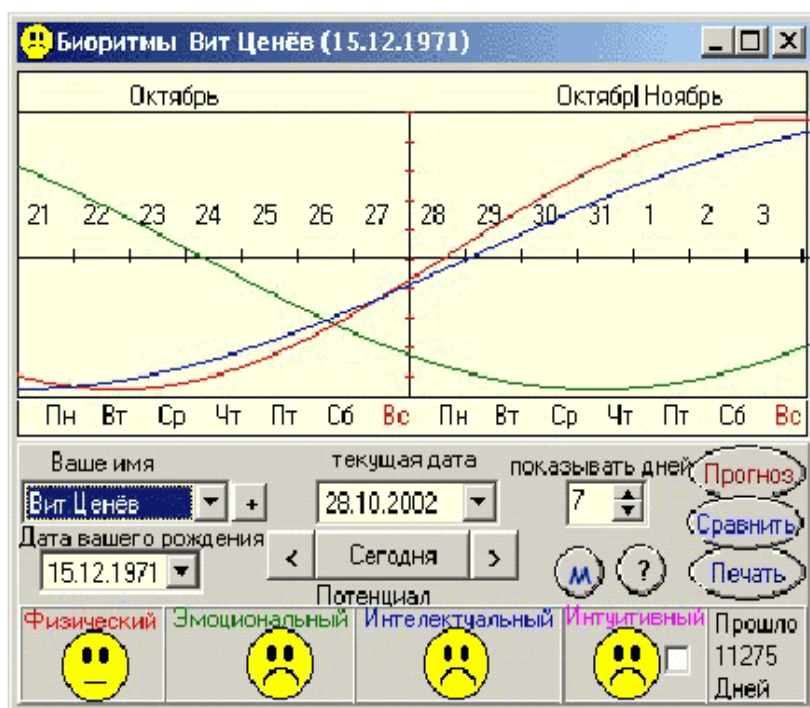 Биоритмы Вит Ценёв (15.12.1971)
Октябрь Октябр Ноябрь
21 22 23 24 25 26 27 28 29 30 31 1 2 3
Пн Вт Ср Чт Пт Сб Вс Пн Вт Ср Чт Пт Сб Вс
Ваше имя текущая дата показывать дней Прогноз
Вит Ценёв + 28.10.2002 7
Сравнить
Дата вашего рождения < Сегодня >
15.12.1971 м ? Печать
Потенциал
Физический Эмоциональный Интелектуальный Интуитивный Прошло
11275
Дней